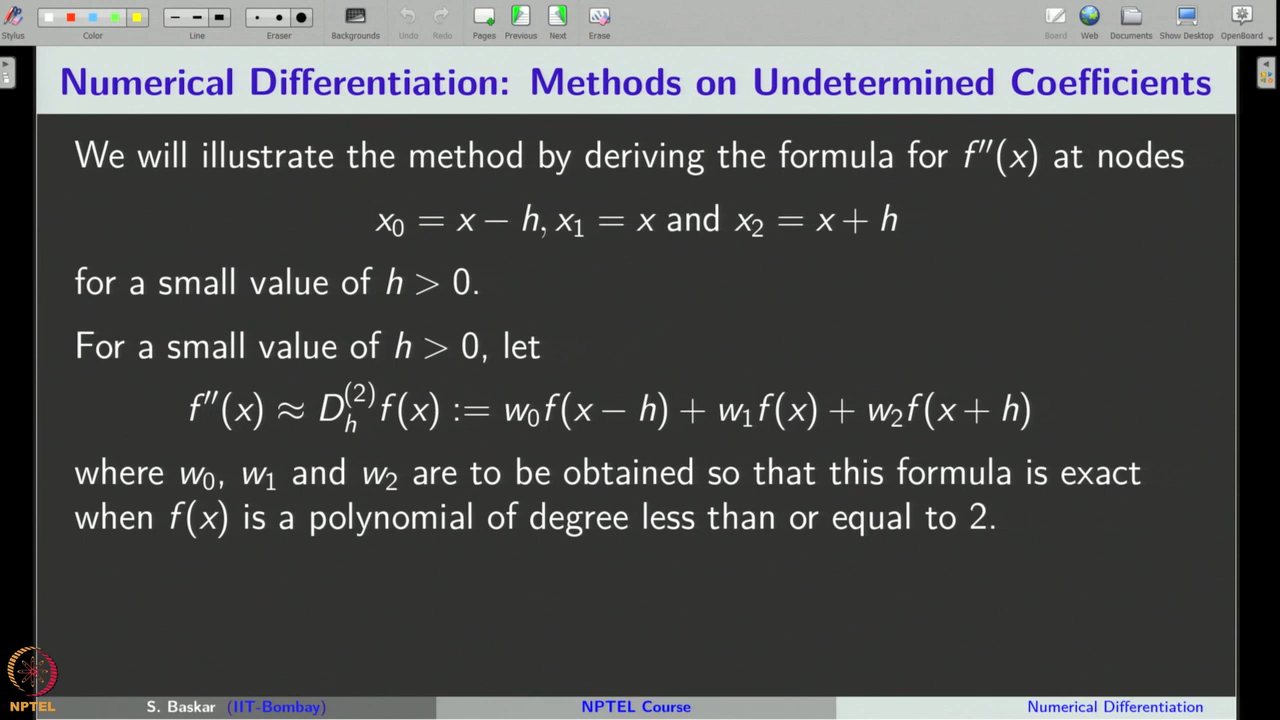 Stylus Color Line Eraser Backgrounds Undo Redo Pages Previous Next Erase Board Web Documents Show Desktop OpenBoard
Numerical Differentiation: Methods on Undetermined Coefficients
We will illustrate the method by deriving the formula for f″(x) at nodes
x₀ = x − h, x₁ = x and x₂ = x + h
for a small value of h > 0.
For a small value of h > 0, let
f″(x) ≈ D_h^(2) f(x) := w₀f(x − h) + w₁f(x) + w₂f(x + h)
where w₀, w₁ and w₂ are to be obtained so that this formula is exact
when f(x) is a polynomial of degree less than or equal to 2.
NPTEL
S. Baskar (IIT-Bombay) NPTEL Course Numerical Differentiation